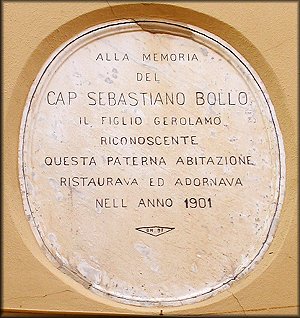 ALLA MEMORIA
DEL
CAP SEBASTIANO BOLLO
IL FIGLIO GEROLAMO
RICONOSCENTE
QUESTA PATERNA ABITAZIONE
RISTAURAVA ED ADORNAVA
NELL ANNO 1901